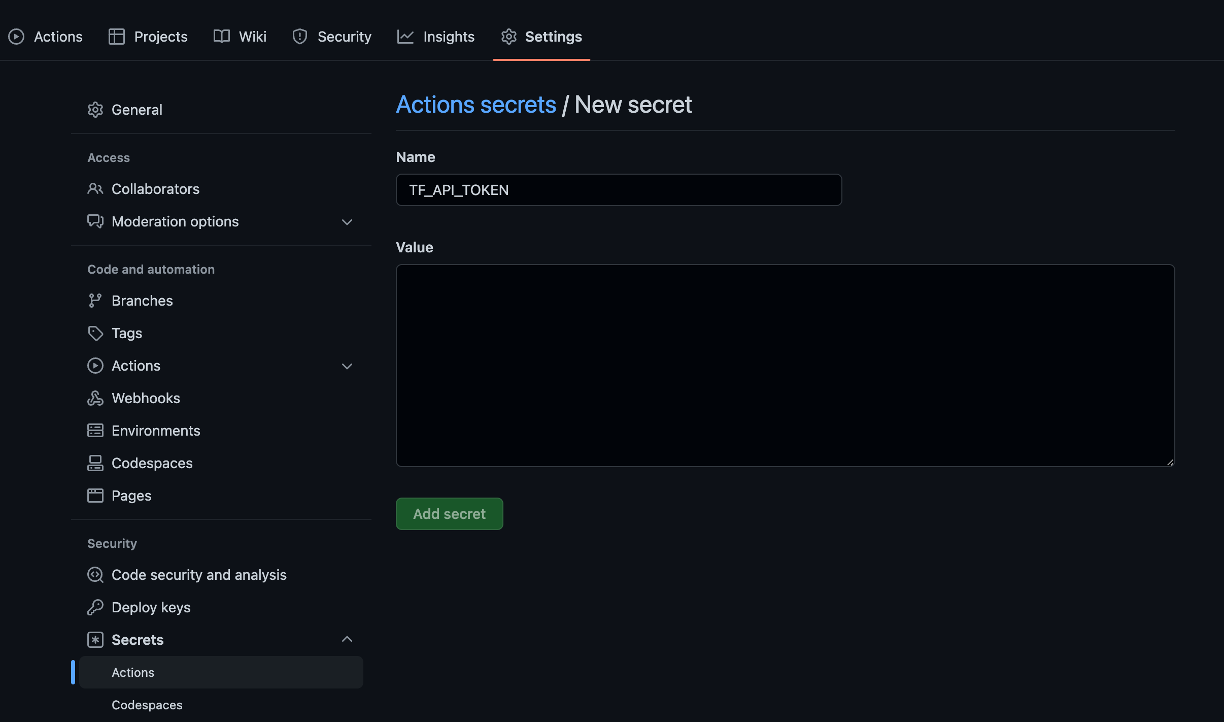 Actions Projects Wiki Security Insights Settings
General
Access
Collaborators
Moderation options
Code and automation
Branches
Tags
Actions
Webhooks
Environments
Codespaces
Pages
Security
Code security and analysis
Deploy keys
Secrets
Actions
Codespaces
Actions secrets / New secret
Name
TF_API_TOKEN
Value
Add secret